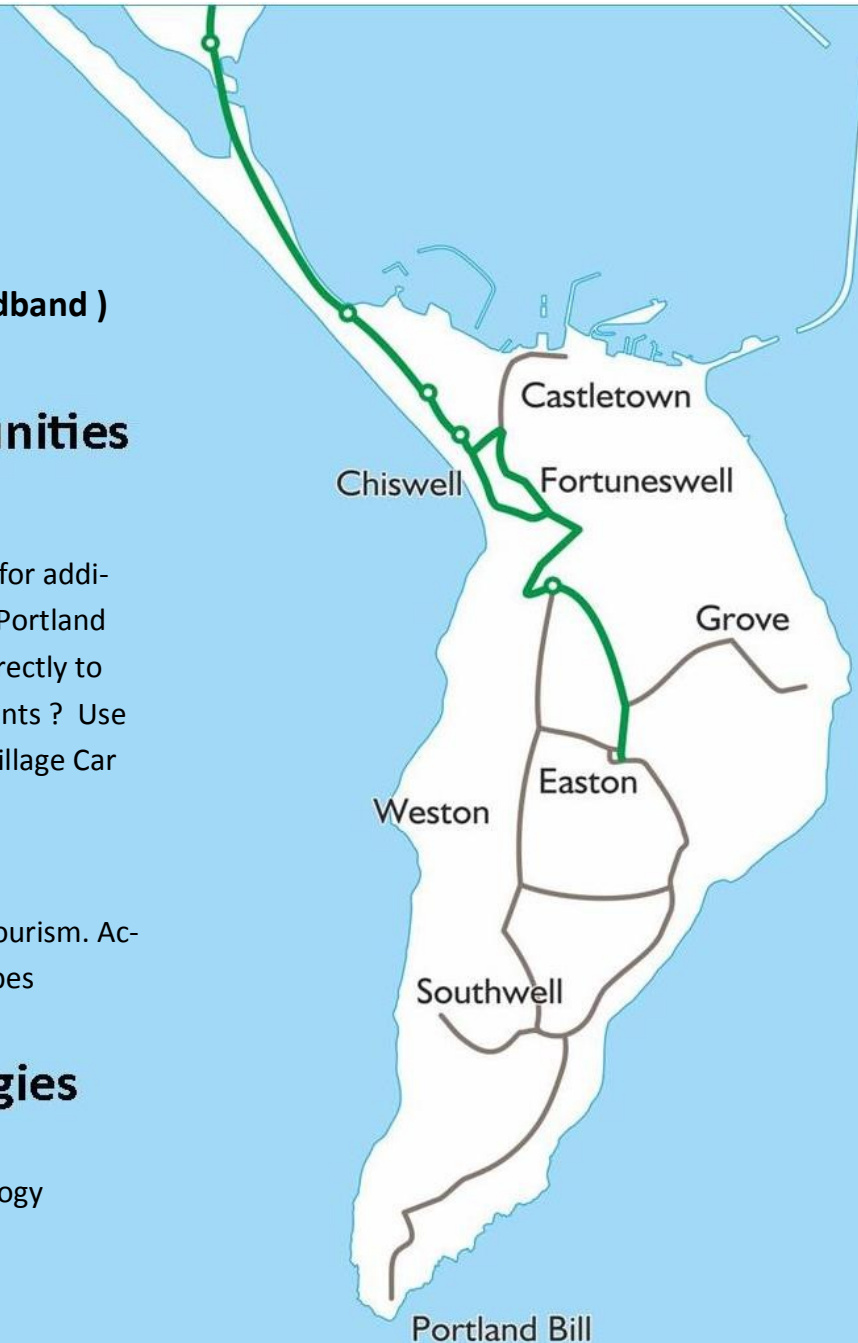 dband )
unities
for addi-
Portland
rectly to
nts ? Use
illage Car
ourism. Ac-
pes
gies
ogy
Castletown
Chiswell
Fortuneswell
Grove
Easton
Weston
Southwell
Portland Bill